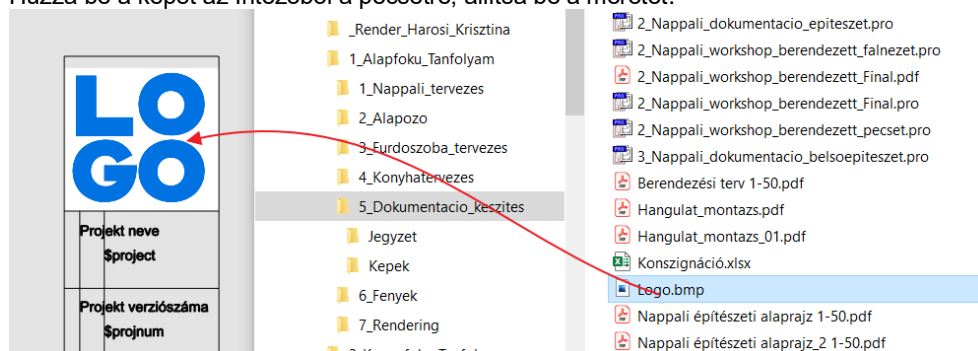 Húzza be a képet az Intézőből a pecsétre, állítsa be a méretet.
LO
GO
Projekt neve
$project
Projekt verziószáma
$projnum
_Render_Harosi_Krisztina
1_Alapfoku_Tanfolyam
1_Nappali_tervezes
2_Alapozo
3_Furdoszoba_tervezes
4_Konyhatervezes
5_Dokumentacio_keszites
Jegyzet
Kepek
6_Fenyek
7_Rendering
2_Nappali_dokumentacio_epiteszet.pro
2_Nappali_workshop_berendezett_falnezet.pro
2_Nappali_workshop_berendezett_Final.pdf
2_Nappali_workshop_berendezett_Final.pro
2_Nappali_workshop_berendezett_pecset.pro
3_Nappali_dokumentacio_belsoepiteszet.pro
Berendezési terv 1-50.pdf
Hangulat_montazs.pdf
Hangulat_montazs_01.pdf
Konszignáció.xlsx
Logo.bmp
Nappali építészeti alaprajz 1-50.pdf
Nappali építészeti alaprajz_2 1-50.pdf